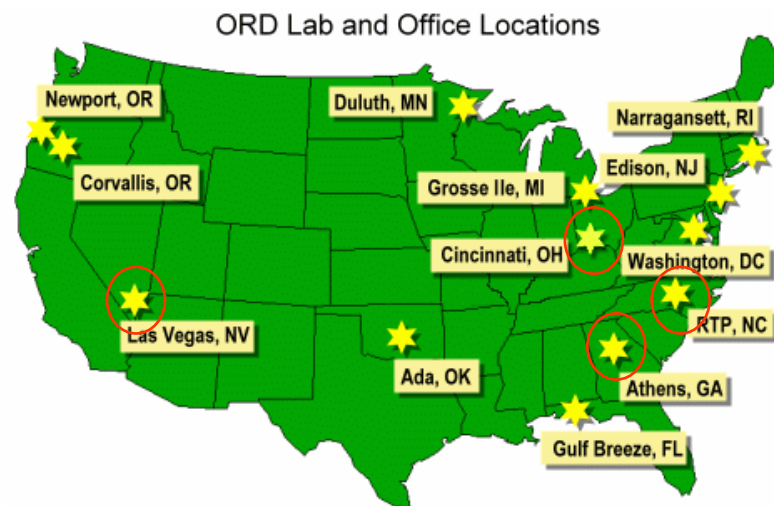 ORD Lab and Office Locations
Newport, OR
Duluth, MN
Narragansett, RI
Corvallis, OR
Grosse Ile, MI
Edison, NJ
Cincinnati, OH
Washington, DC
Las Vegas, NV
RTP, NC
Ada, OK
Athens, GA
Gulf Breeze, FL